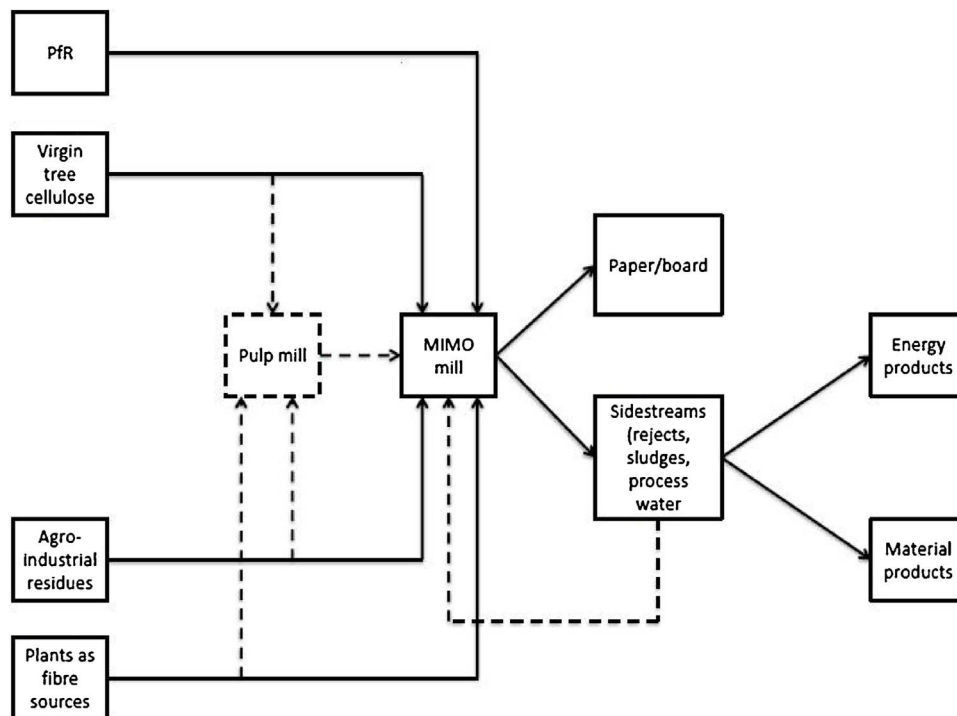 PfR
Virgin
tree
cellulose
Pulp mill
MIMO
mill
Paper/board
Sidestreams
(rejects,
sludges,
process
water
Energy
products
Material
products
Agro-
industrial
residues
Plants as
fibre
sources